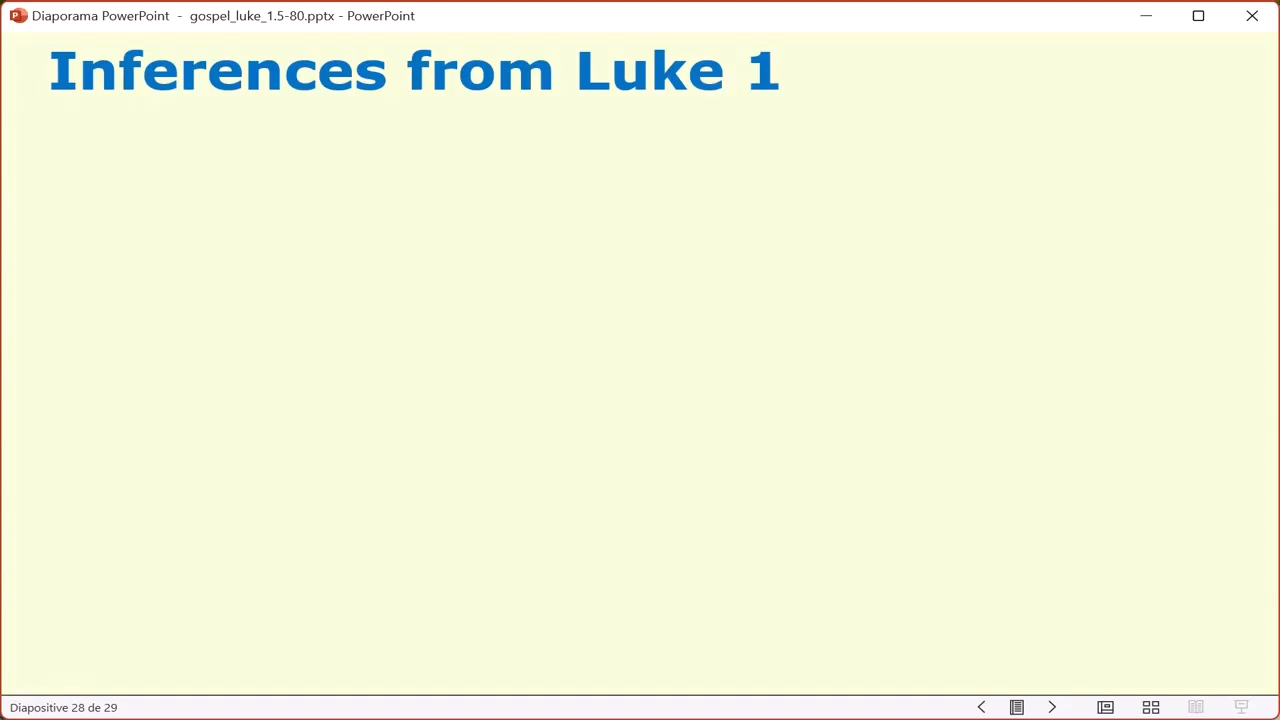 Diaporama PowerPoint - gospel_luke_1.5-80.pptx - PowerPoint
Inferences from Luke 1
Diapositive 28 de 29